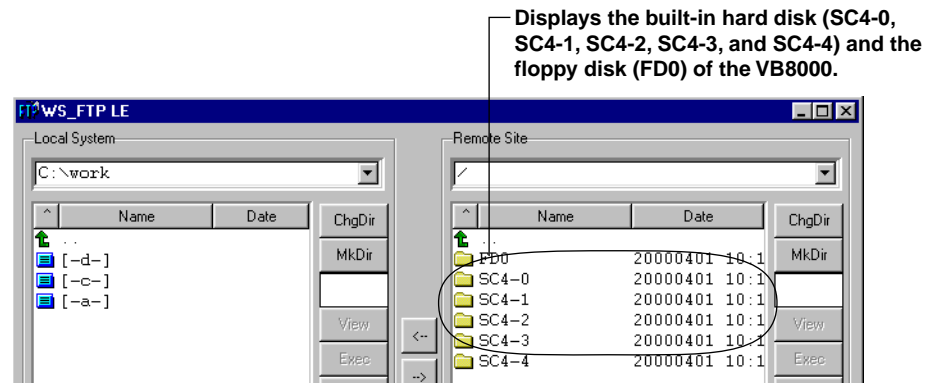 Displays the built-in hard disk (SC4-0,
SC4-1, SC4-2, SC4-3, and SC4-4) and the
floppy disk (FD0) of the VB8000.
WS_FTP LE
Local System
C:\work
^ Name Date
..
[-d-]
[-c-]
[-a-]
ChgDir
MkDir
View
Exec
<--
-->
Remote Site
/
^ Name Date
..
FD0 20000401 10:1
SC4-0 20000401 10:1
SC4-1 20000401 10:1
SC4-2 20000401 10:1
SC4-3 20000401 10:1
SC4-4 20000401 10:1
ChgDir
MkDir
View
Exec